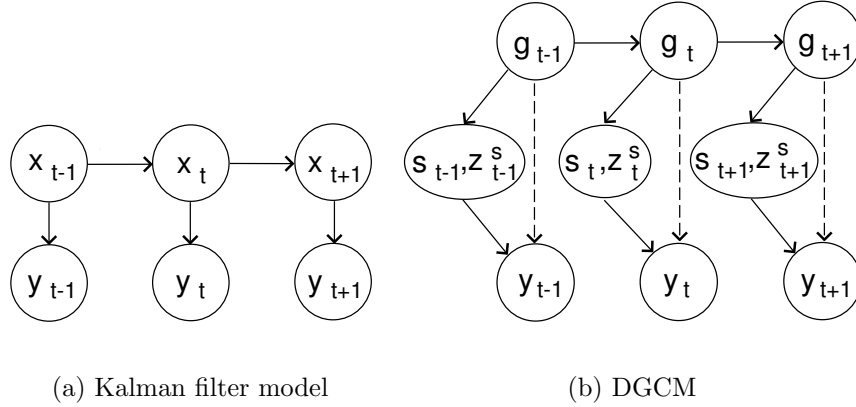 g t-1 g t g t+1
x t-1 x t x t+1 s t-1,z s t-1 s t,z s t s t+1,z s t+1
y t-1 y t y t+1 y t-1 y t y t+1
(a) Kalman filter model (b) DGCM